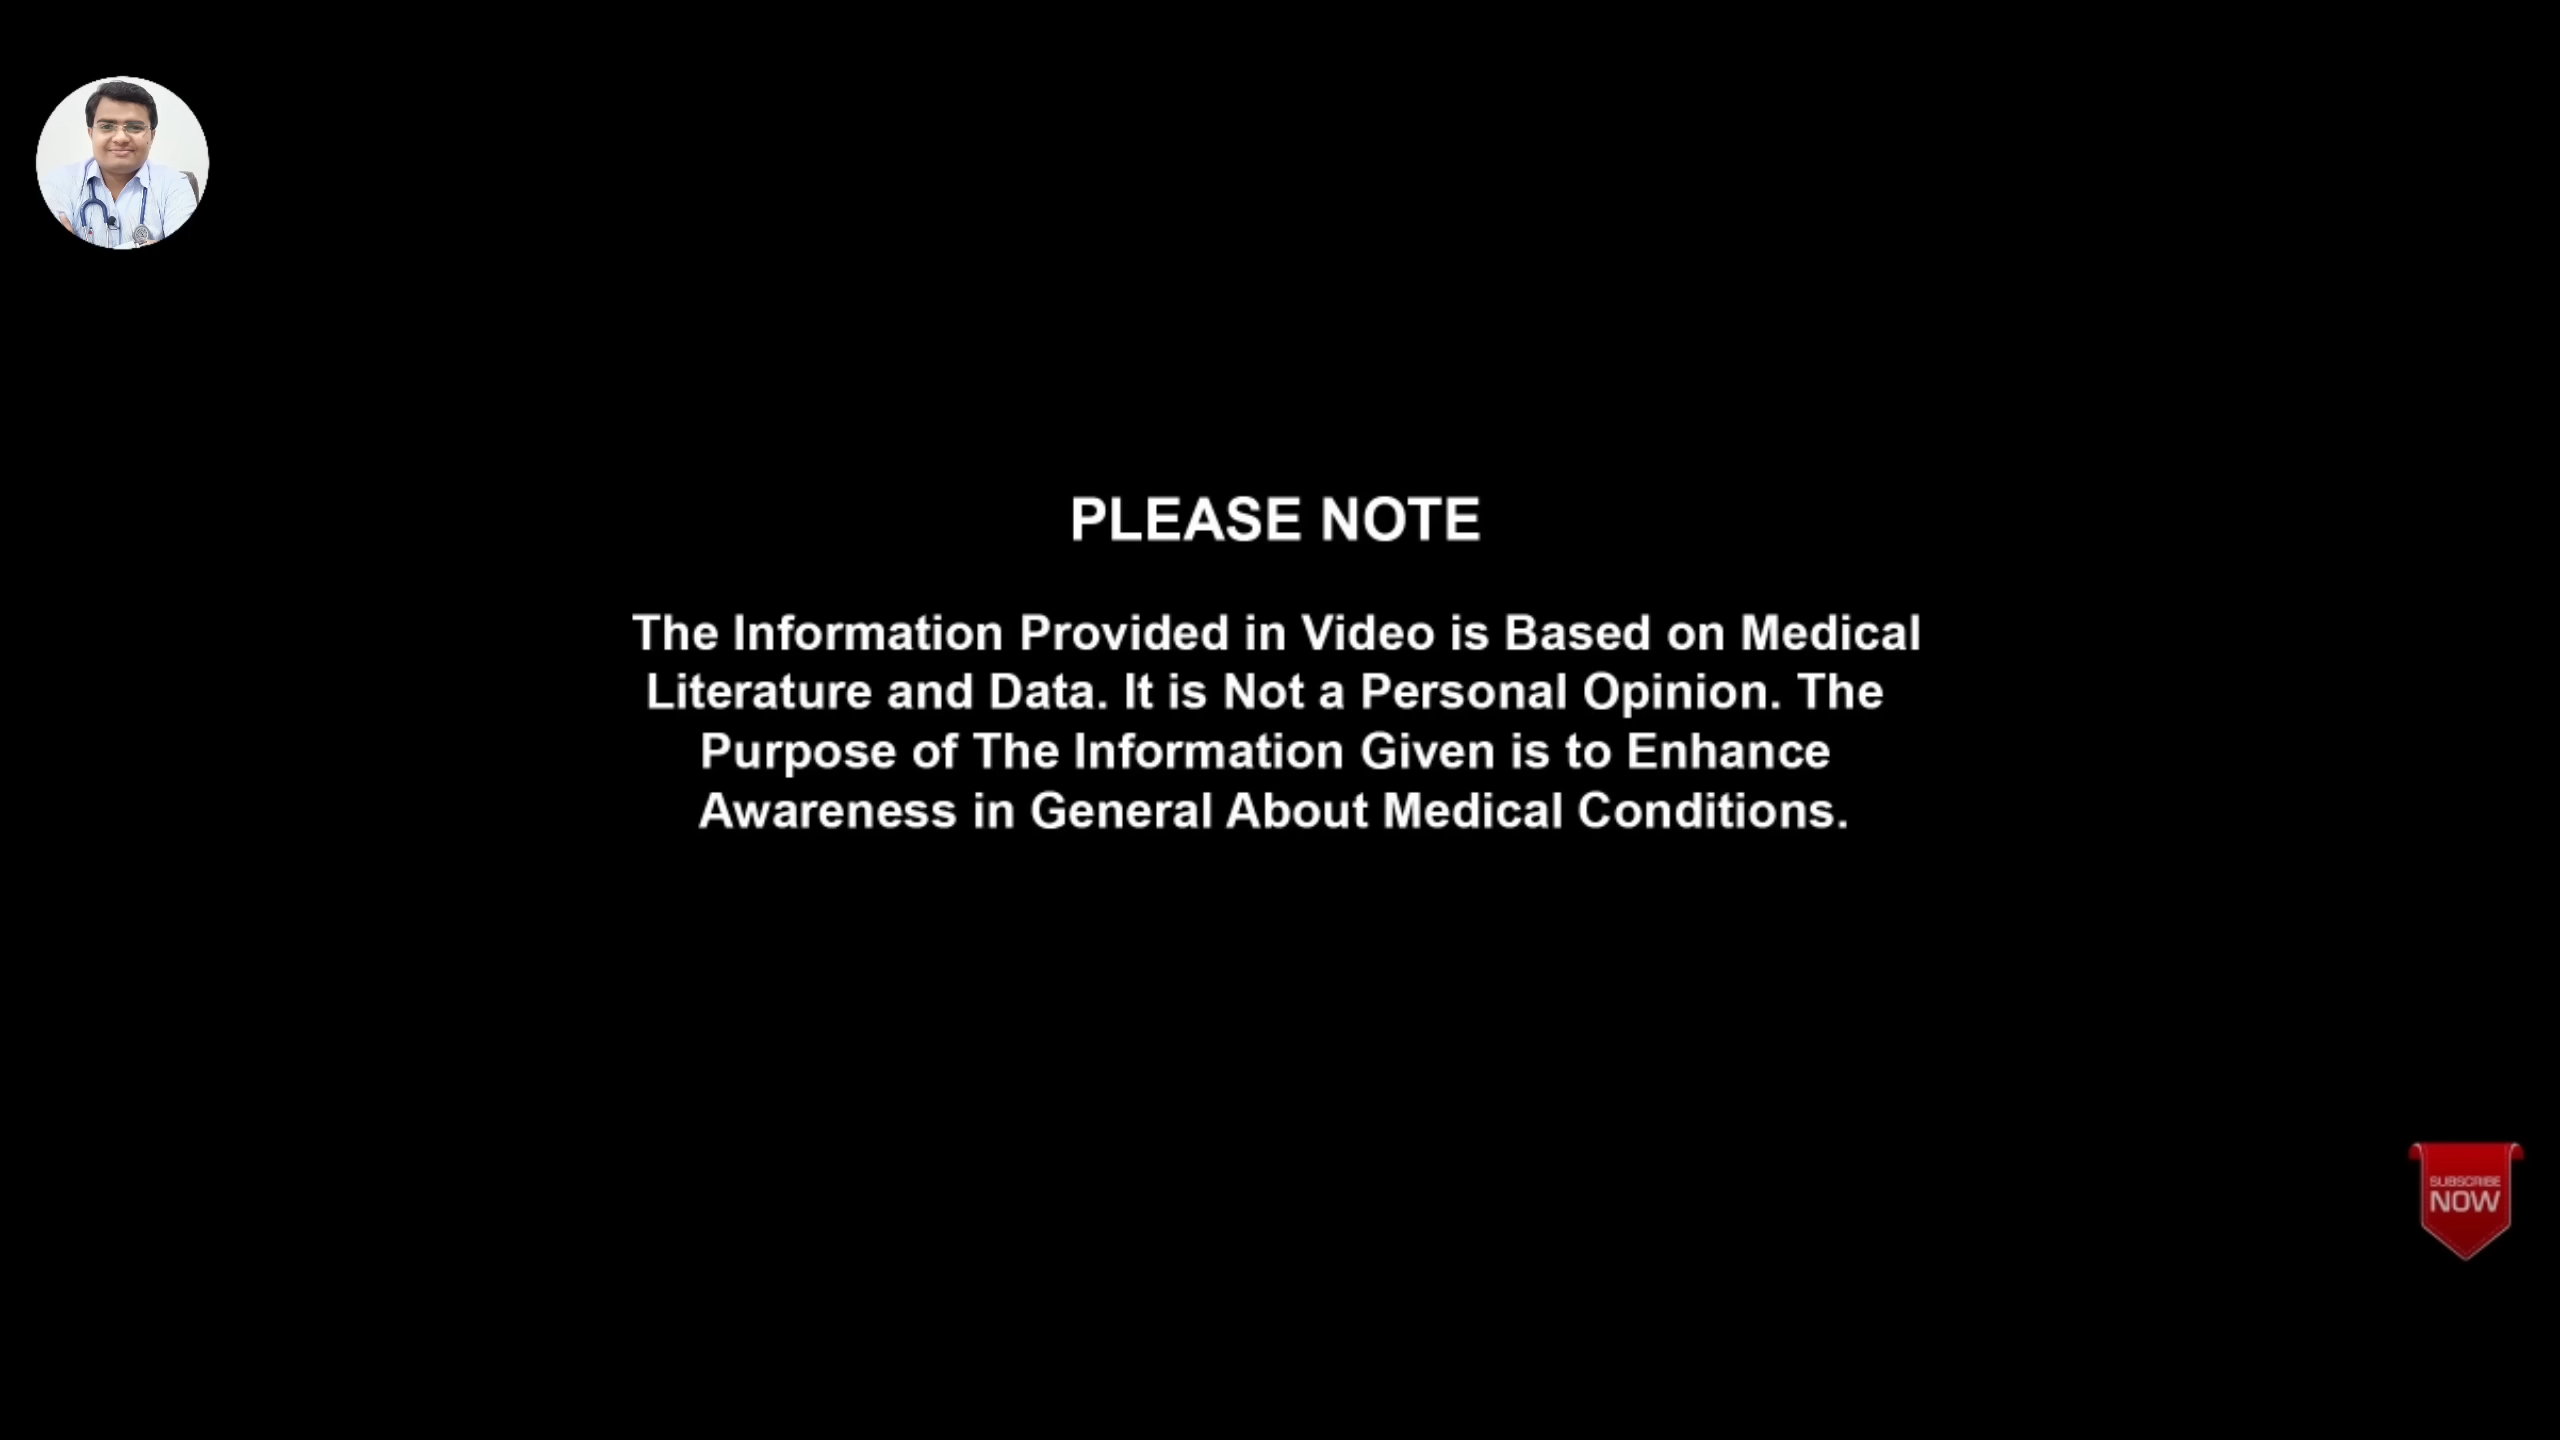 PLEASE NOTE
The Information Provided in Video is Based on Medical
Literature and Data. It is Not a Personal Opinion. The
Purpose of The Information Given is to Enhance
Awareness in General About Medical Conditions.
SUBSCRIBE
NOW